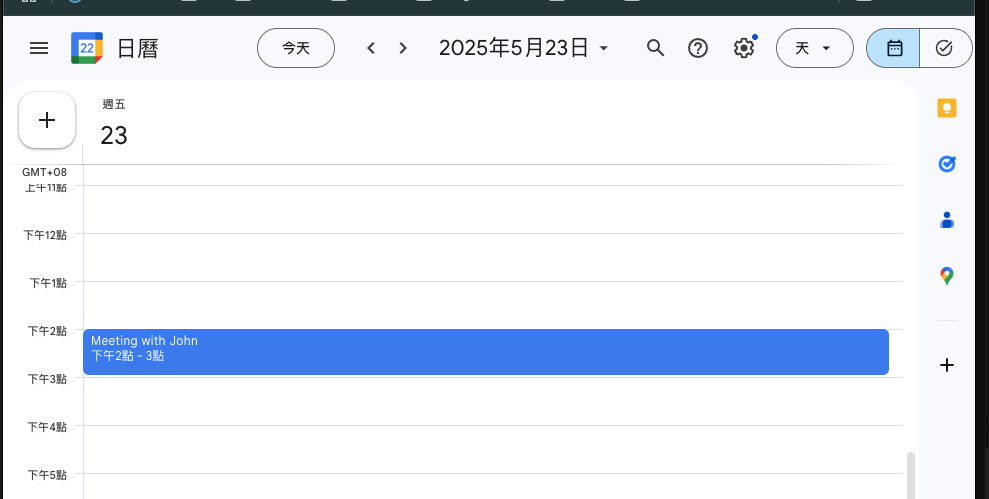 22 日曆
今天
2025年5月23日
天
週五
23
GMT+08
上午11點
下午12點
下午1點
下午2點
Meeting with John
下午2點 - 3點
下午3點
下午4點
下午5點